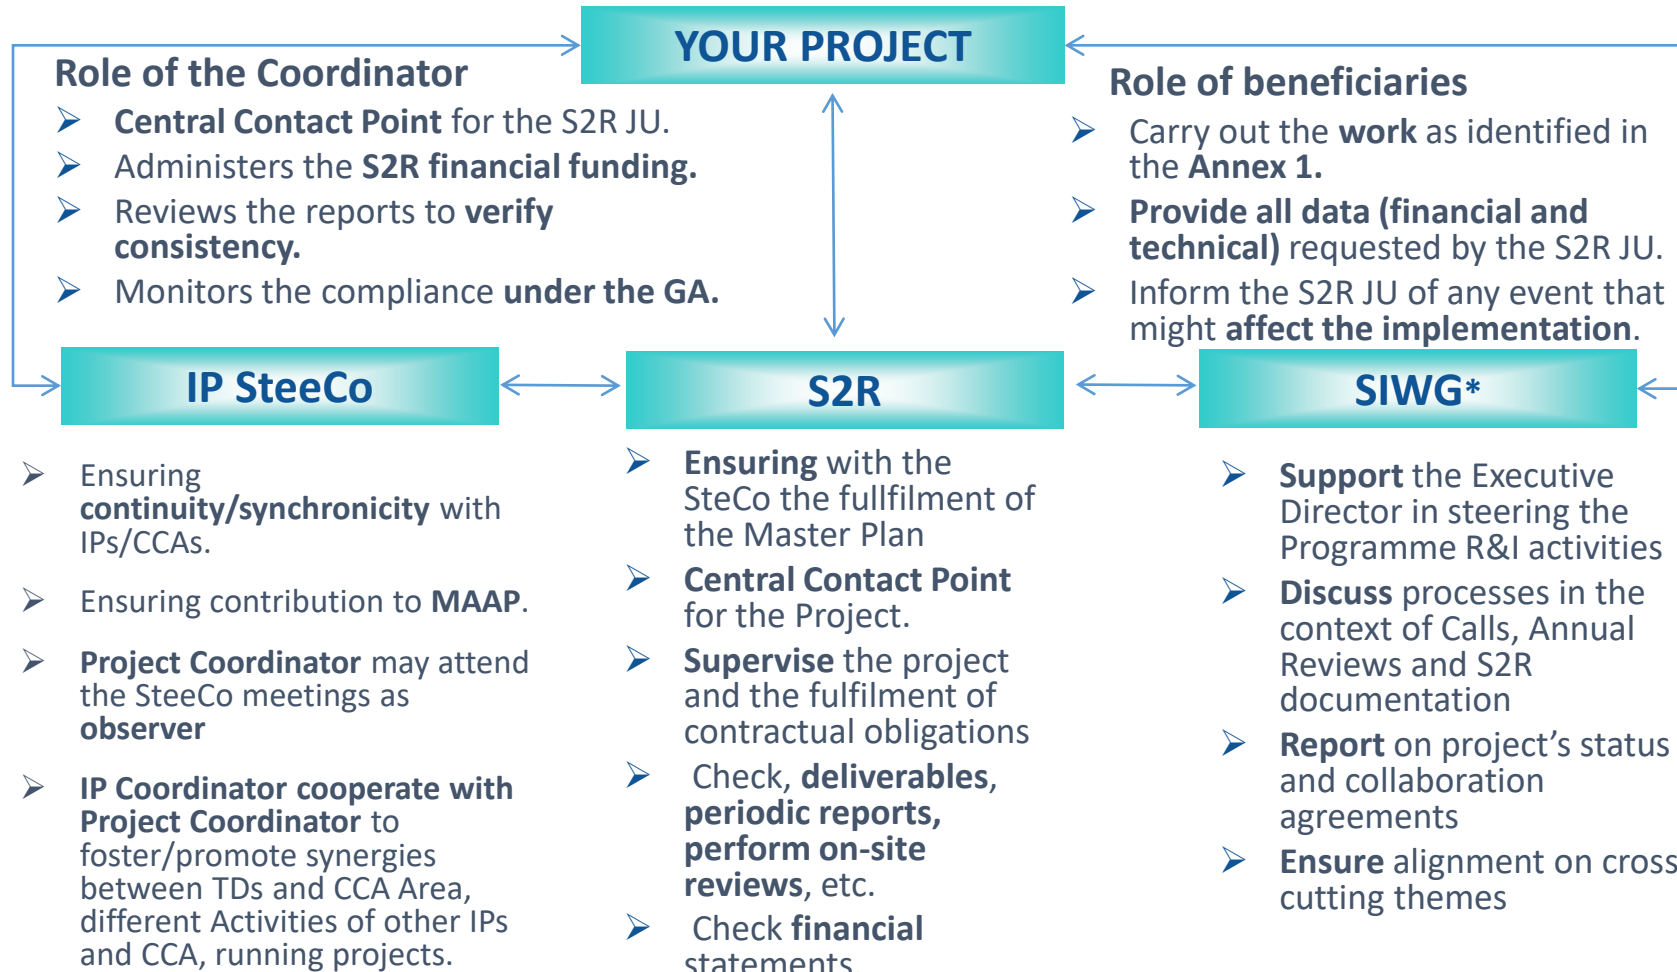 YOUR PROJECT
Role of the Coordinator
➢ Central Contact Point for the S2R JU.
➢ Administers the S2R financial funding.
➢ Reviews the reports to verify
consistency.
➢ Monitors the compliance under the GA.
Role of beneficiaries
➢ Carry out the work as identified in
the Annex 1.
➢ Provide all data (financial and
technical) requested by the S2R JU.
➢ Inform the S2R JU of any event that
might affect the implementation.
IP SteeCo
➢ Ensuring
continuity/synchronicity with
IPs/CCAs.
➢ Ensuring contribution to MAAP.
➢ Project Coordinator may attend
the SteeCo meetings as
observer
➢ IP Coordinator cooperate with
Project Coordinator to
foster/promote synergies
between TDs and CCA Area,
different Activities of other IPs
and CCA, running projects.
S2R
➢ Ensuring with the
SteCo the fullfilment of
the Master Plan
➢ Central Contact Point
for the Project.
➢ Supervise the project
and the fulfilment of
contractual obligations
➢ Check, deliverables,
periodic reports,
perform on-site
reviews, etc.
➢ Check financial
statements
SIWG*
➢ Support the Executive
Director in steering the
Programme R&I activities
➢ Discuss processes in the
context of Calls, Annual
Reviews and S2R
documentation
➢ Report on project's status
and collaboration
agreements
➢ Ensure alignment on cross
cutting themes